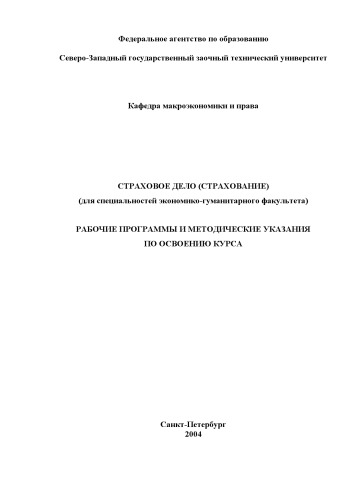 Федеральное агентство по образованию
Северо-Западный государственный заочный технический университет
Кафедра макроэкономики и права
СТРАХОВОЕ ДЕЛО (СТРАХОВАНИЕ)
(для специальностей экономико-гуманитарного факультета)
РАБОЧИЕ ПРОГРАММЫ И МЕТОДИЧЕСКИЕ УКАЗАНИЯ
ПО ОСВОЕНИЮ КУРСА
Санкт-Петербург
2004